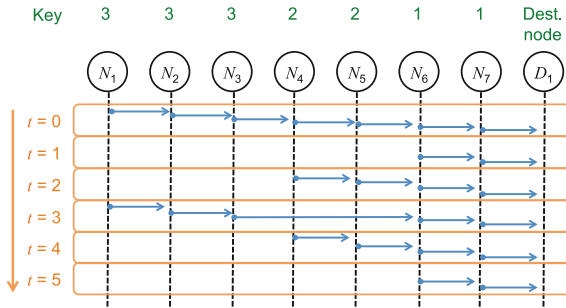 Key 3 3 3 2 2 1 1 Dest. node
N1 N2 N3 N4 N5 N6 N7 D1
t = 0
t = 1
t = 2
t = 3
t = 4
t = 5